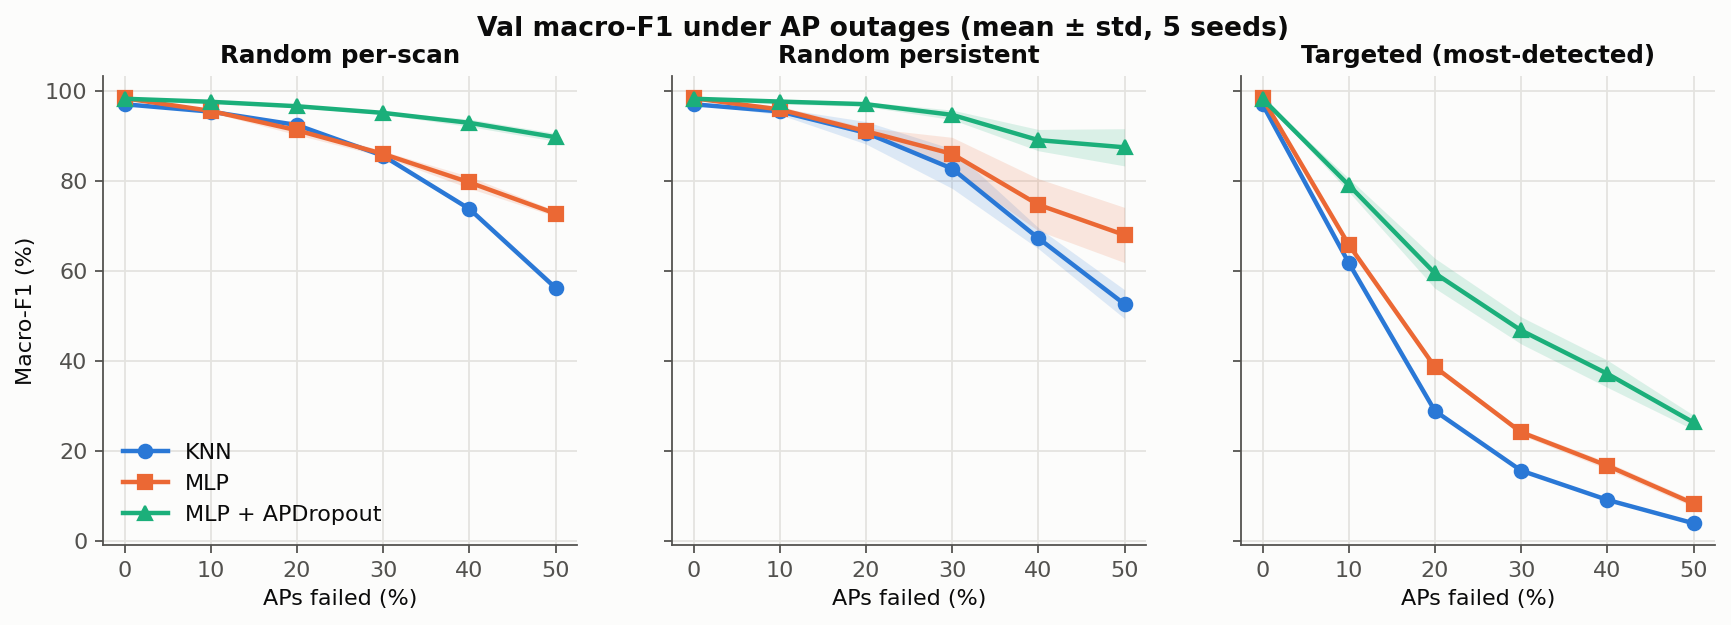 Val macro-F1 under AP outages (mean ± std, 5 seeds)
Random per-scan
Random persistent
Targeted (most-detected)
Macro-F1 (%)
100
80
60
40
20
0
KNN
MLP
MLP + APDropout
0 10 20 30 40 50
APs failed (%)
0 10 20 30 40 50
APs failed (%)
0 10 20 30 40 50
APs failed (%)